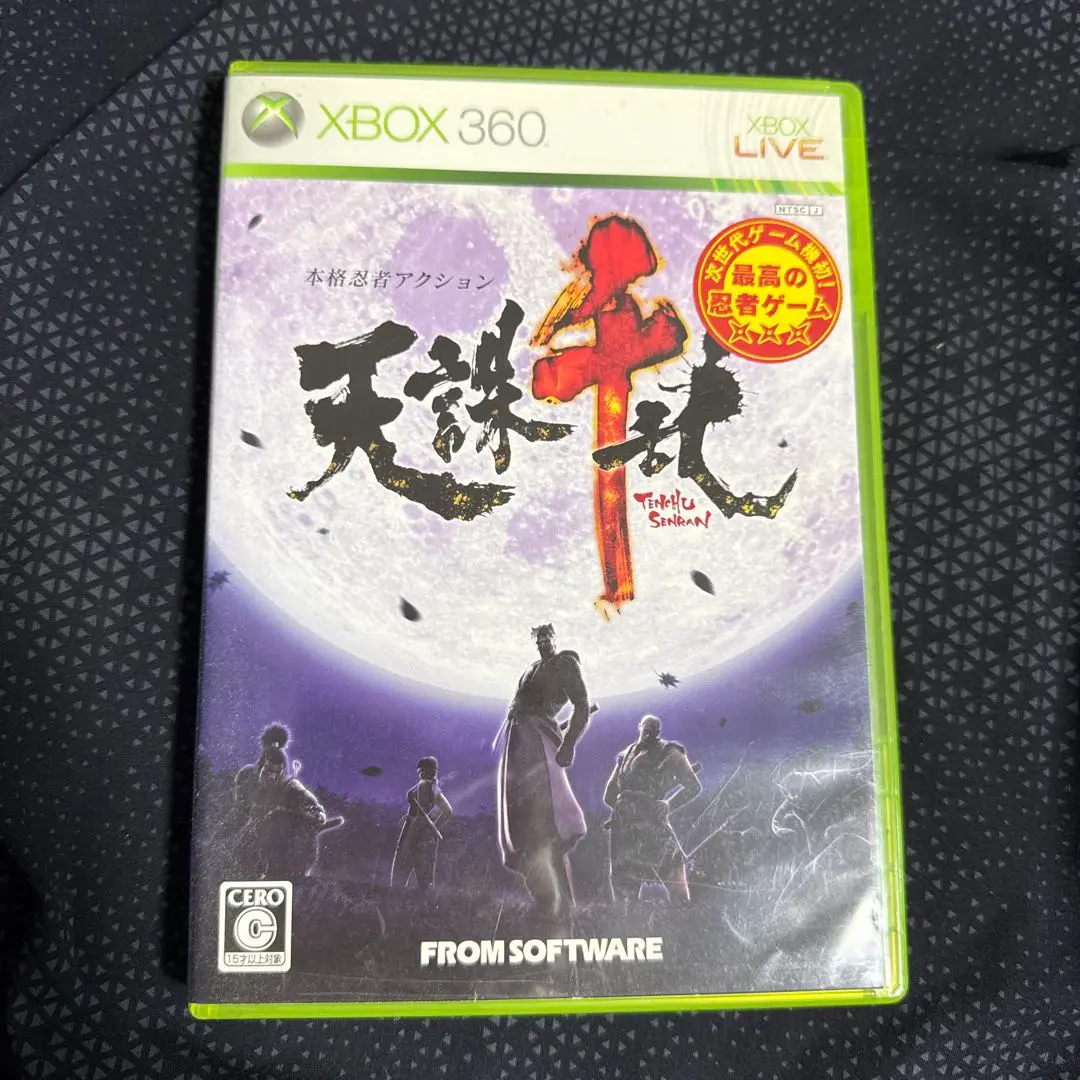 XBOX 360
XBOX
LIVE
NTSC J
本格忍者アクション
天誅千乱
TENCHU
SENRAN
次世代ゲーム機初!
最高の
忍者ゲーム
CERO
C
15才以上対象
FROM SOFTWARE